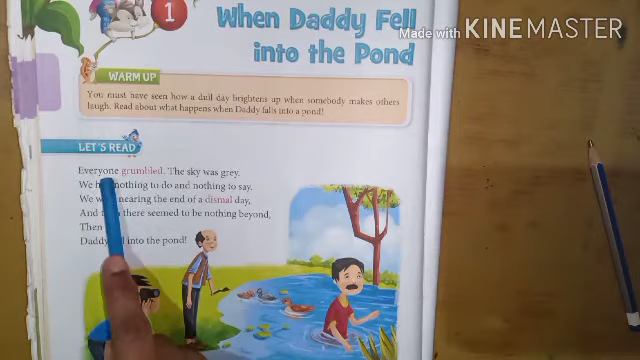 1
When Daddy Fell
into the Pond
Made with KINEMASTER
WARM UP
You must have seen how a dull day brightens up when somebody makes others
laugh. Read about what happens when Daddy falls into a pond!
LET'S READ
Everyone grumbled. The sky was grey.
We nothing to do and nothing to say.
We nearing the end of a dismal day,
And there seemed to be nothing beyond,
Then
Daddy into the pond!